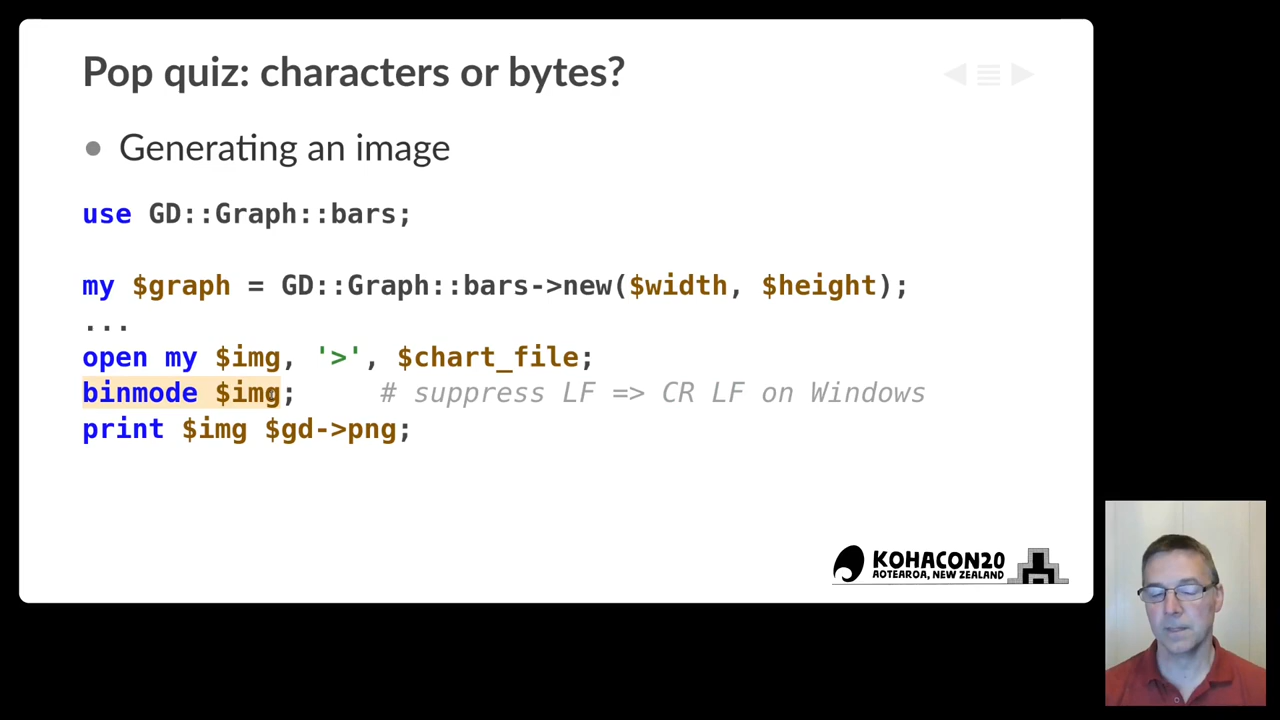 Pop quiz: characters or bytes?
Generating an image
use GD::Graph::bars;
my $graph = GD::Graph::bars->new($width, $height);
...
open my $img, '>', $chart_file;
binmode $img; # suppress LF => CR LF on Windows
print $img $gd->png;
KOHACON20
AOTEAROA, NEW ZEALAND